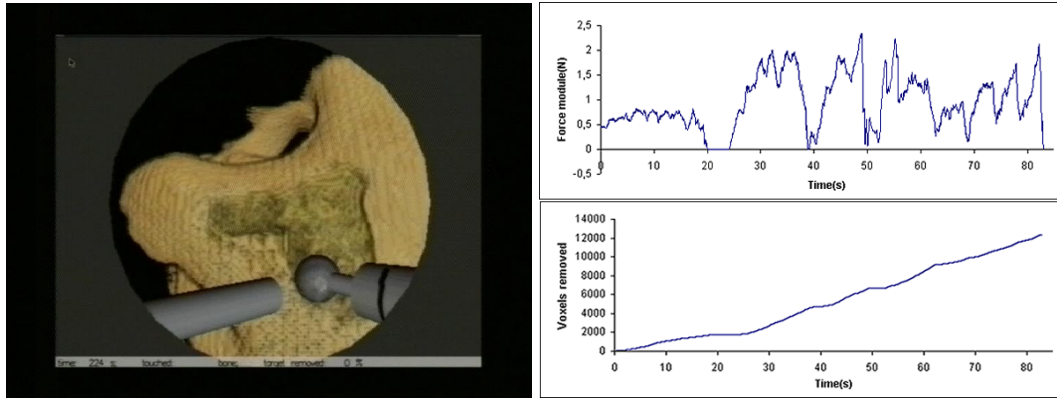 time: 224 s; touched: bone, target removed: 0 %
2,5
2
1,5
1
0,5
0
-0,5
Force module(N)
0 10 20 30 40 50 60 70 80
Time(s)
14000
12000
10000
8000
6000
4000
2000
0
Voxels removed
0 10 20 30 40 50 60 70 80
Time(s)